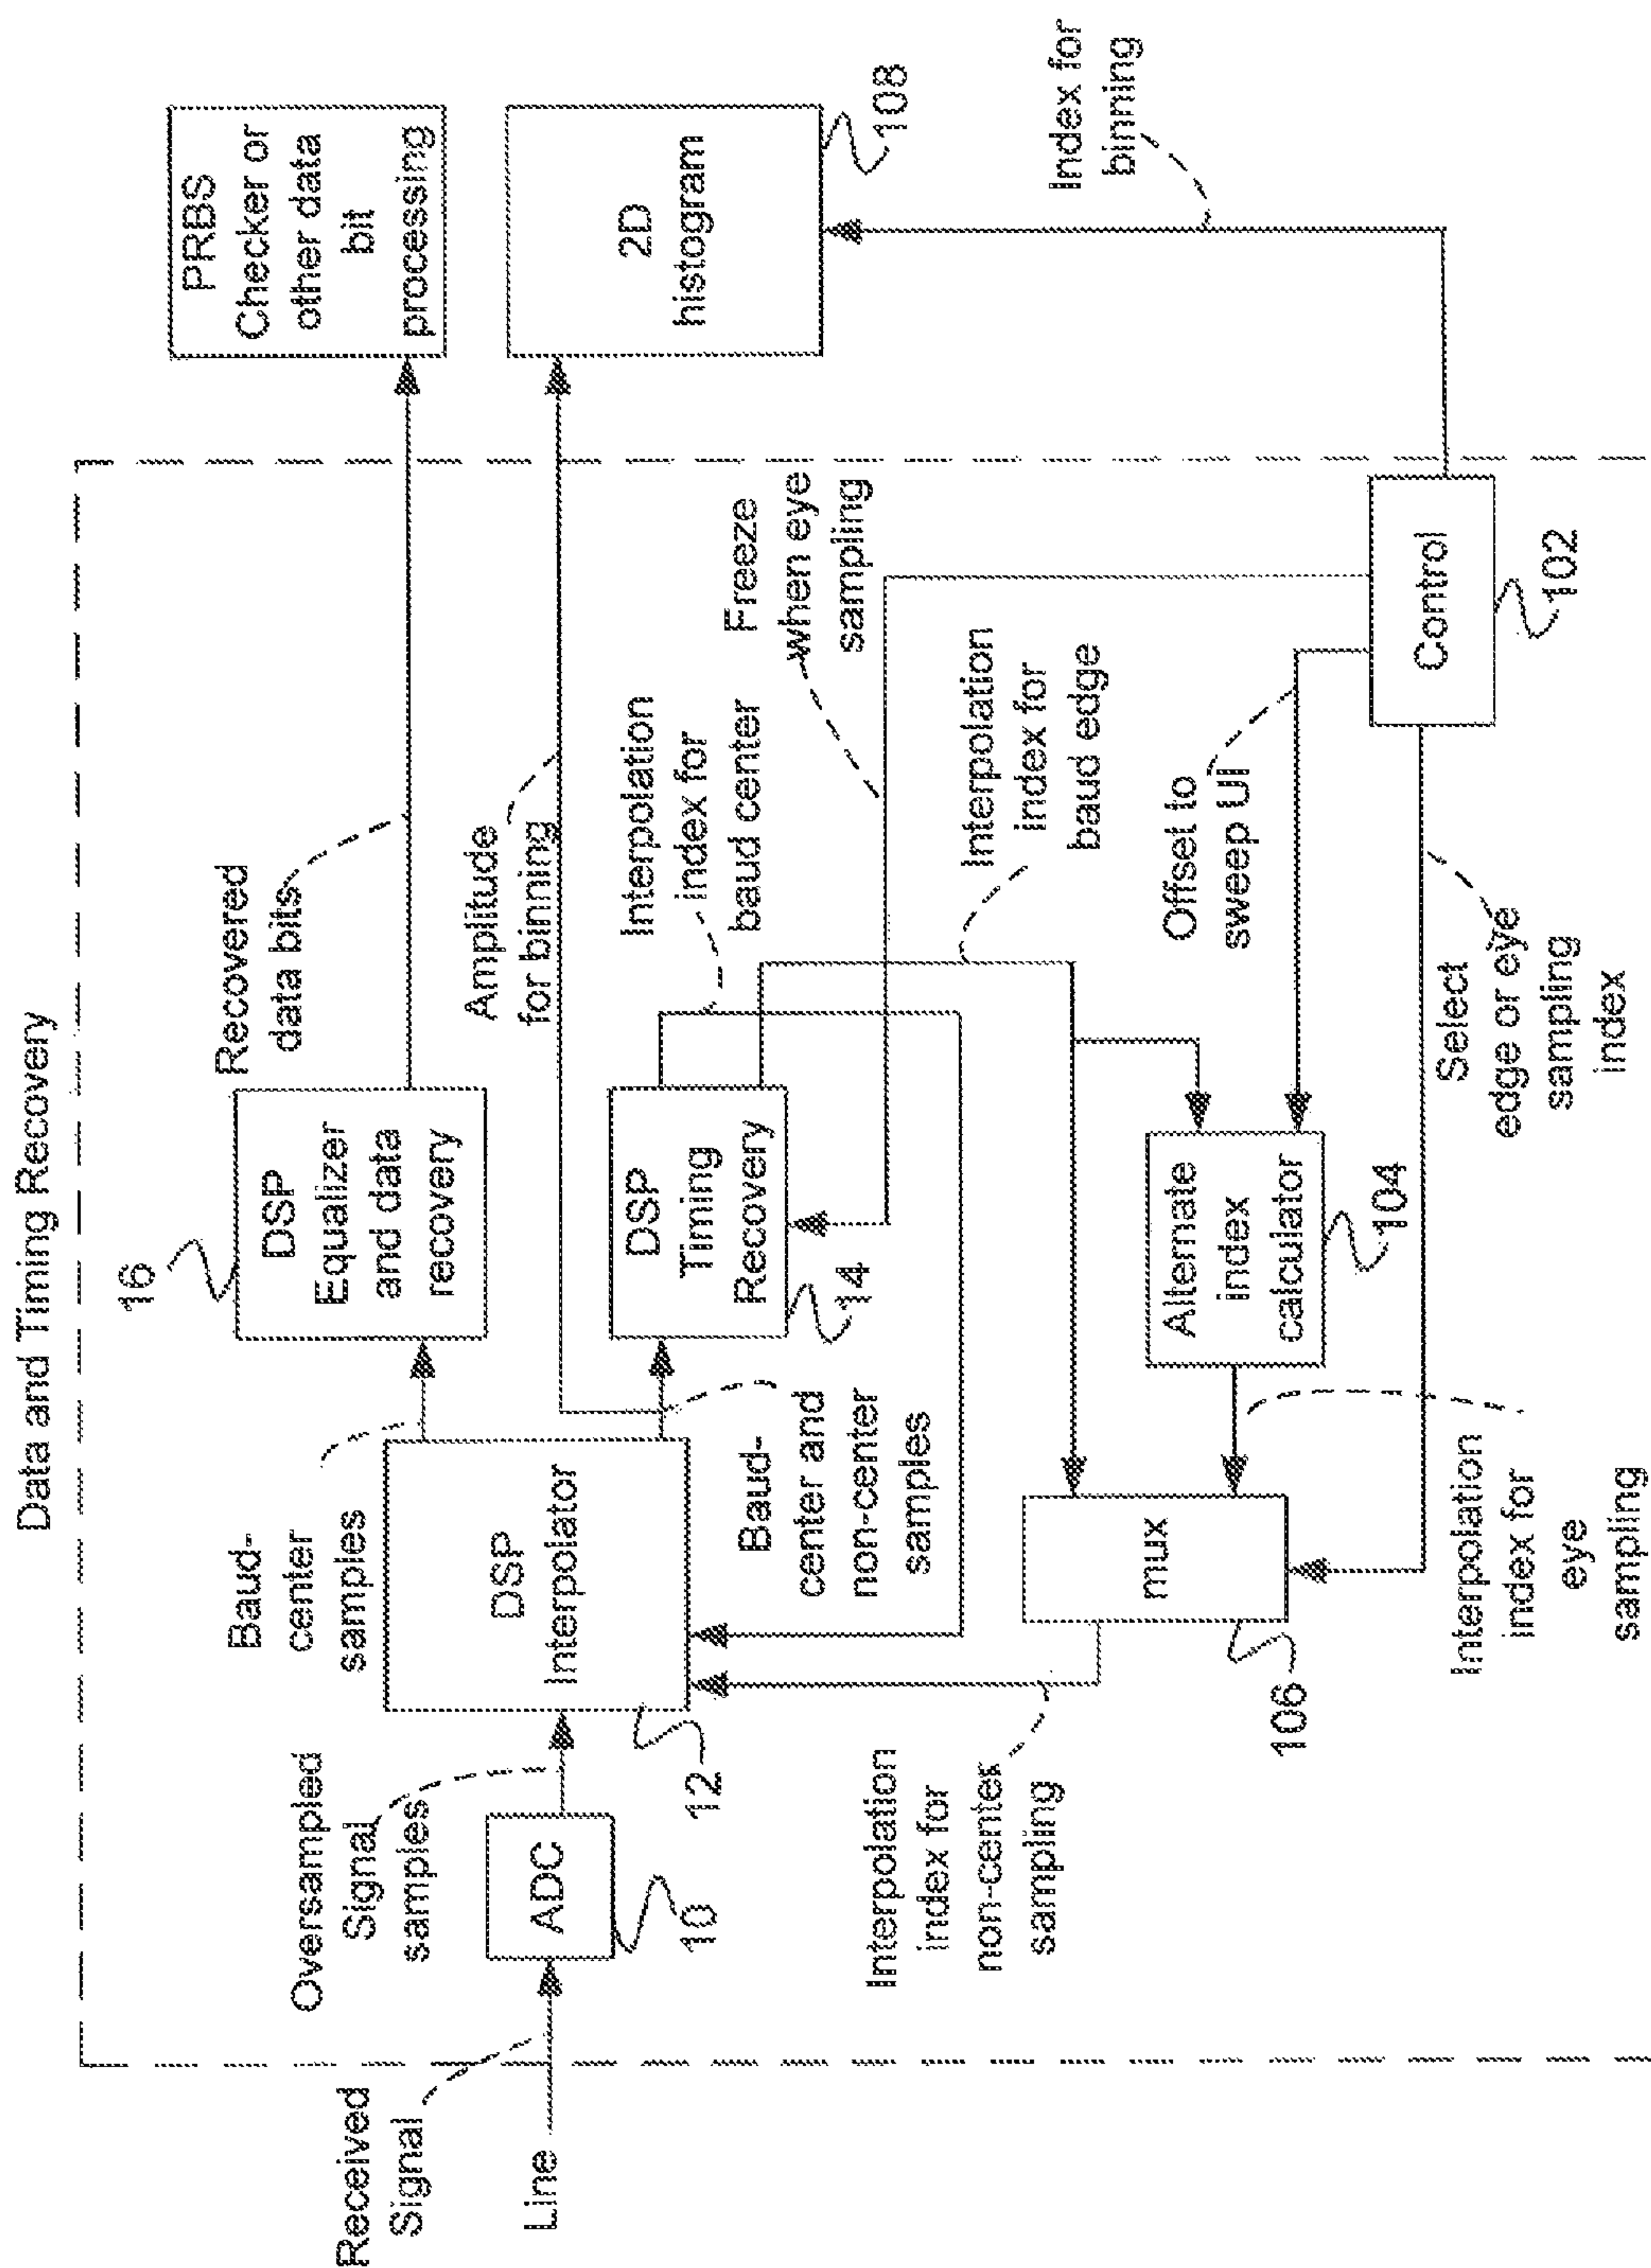 Data and Timing Recovery
Received
Signal
Line
Oversampled
Signal
samples
ADC
10
Baud-
center
samples
DSP
Interpolator
12
16
DSP
Equalizer
and data
recovery
Recovered
data bits
PRBS
Checker or
other data
bit
processing
Amplitude
for binning
2D
histogram
108
DSP
Timing
Recovery
14
Interpolation
index for
baud center
Freeze
when eye
sampling
Baud-
center and
non-center
samples
Interpolation
index for
baud edge
Interpolation
index for
non-center
sampling
mux
106
Alternate
index
calculator
104
Offset to
sweep UI
Index for
binning
Control
102
Select
edge or eye
sampling
index
Interpolation
index for
eye
sampling